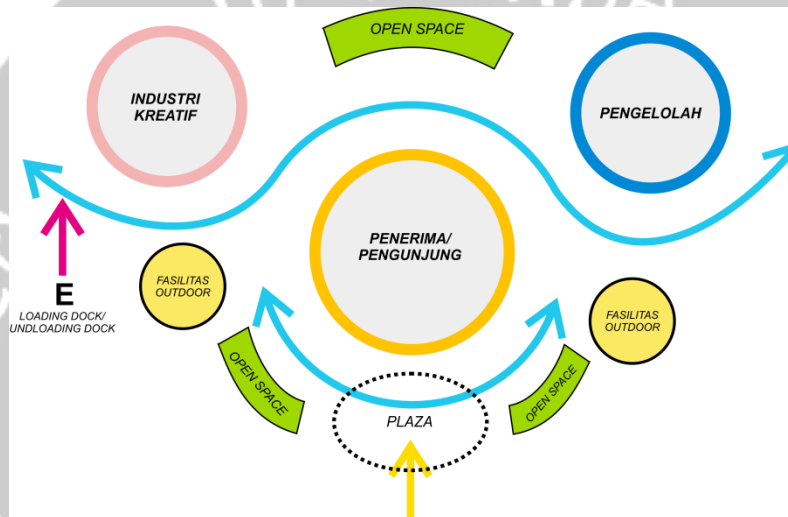 OPEN SPACE
INDUSTRI
KREATIF
PENGELOLAH
PENERIMA/
PENGUNJUNG
E
LOADING DOCK/
UNDLOADING DOCK
FASILITAS
OUTDOOR
FASILITAS
OUTDOOR
OPEN SPACE
OPEN SPACE
PLAZA